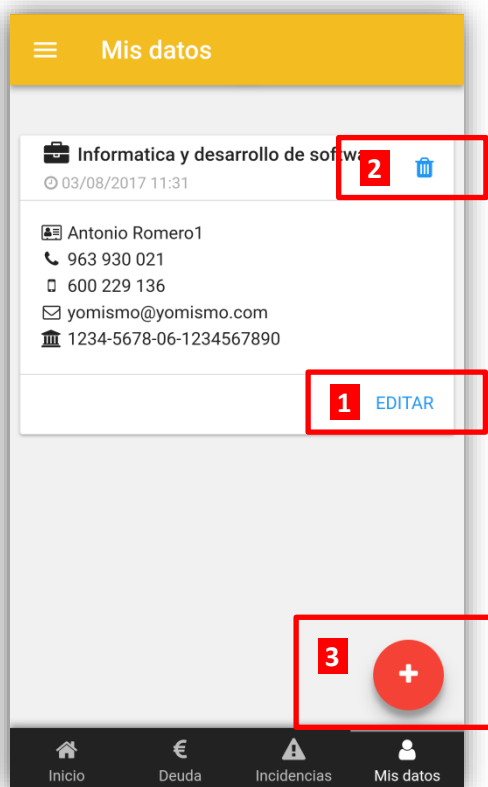 Mis datos
Informatica y desarrollo de softwa
2
03/08/2017 11:31
Antonio Romero1
963 930 021
600 229 136
yomismo@yomismo.com
1234-5678-06-1234567890
1 EDITAR
3
+
€
Inicio Deuda Incidencias Mis datos